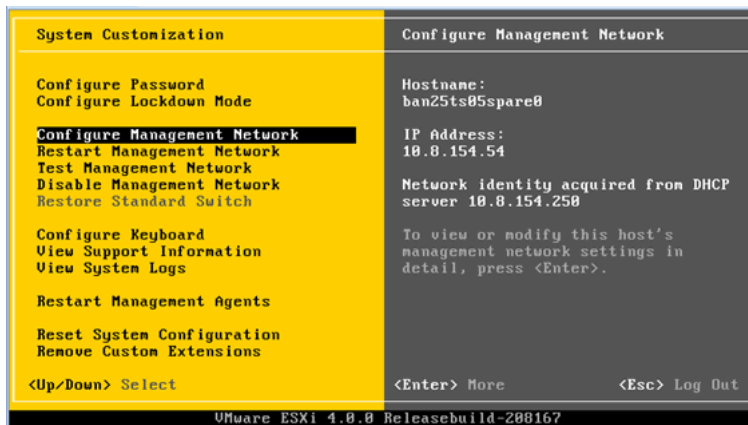 System Customization
Configure Password
Configure Lockdown Mode
Configure Management Network
Restart Management Network
Test Management Network
Disable Management Network
Restore Standard Switch
Configure Keyboard
View Support Information
View System Logs
Restart Management Agents
Reset System Configuration
Remove Custom Extensions
<Up/Down> Select
Configure Management Network
Hostname:
ban25ts05spare0
IP Address:
10.8.154.54
Network identity acquired from DHCP
server 10.8.154.250
To view or modify this host's
management network settings in
detail, press <Enter>.
<Enter> More
<Esc> Log Out
VMware ESXi 4.0.0 Releasebuild-208167